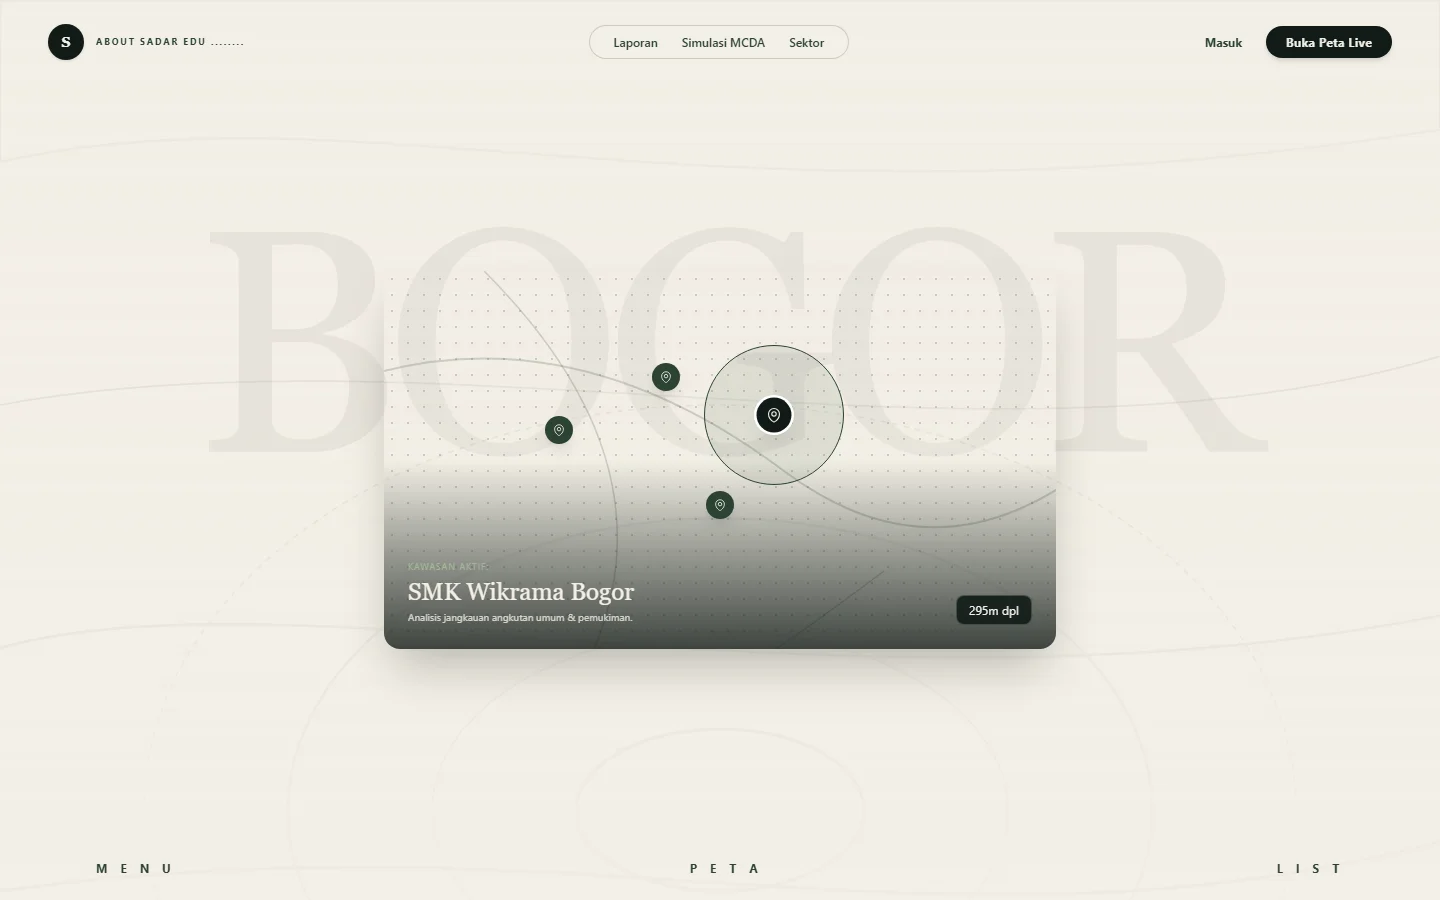 S
ABOUT SADAR EDU ........
Laporan
Simulasi MCDA
Sektor
Masuk
Buka Peta Live
BOGOR
KAWASAN AKTIF:
SMK Wikrama Bogor
Analisis jangkauan angkutan umum & pemukiman.
295m dpl
MENU
PETA
LIST